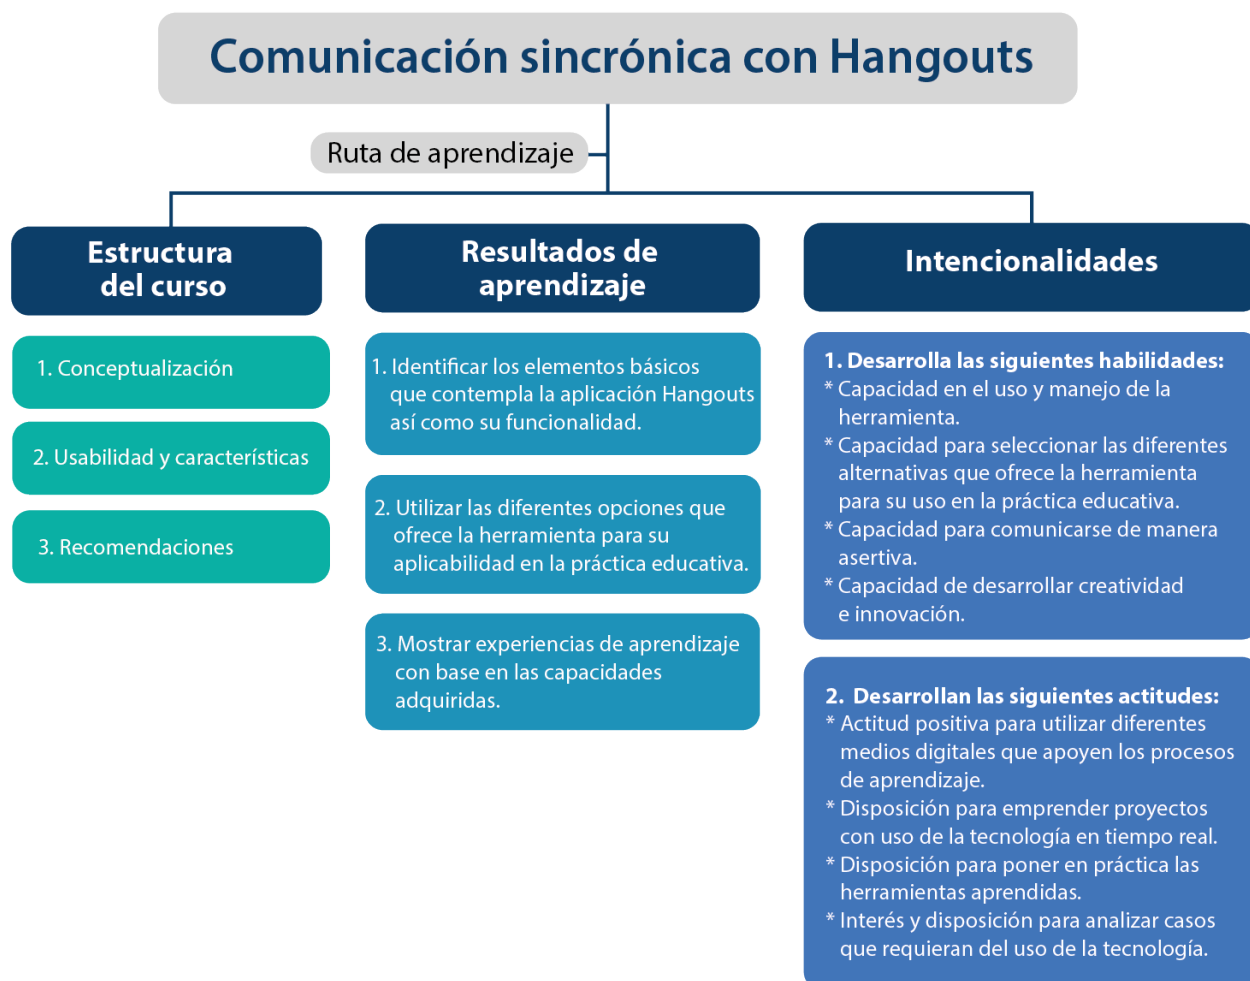 Comunicación sincrónica con Hangouts
Ruta de aprendizaje
Estructura
del curso
1. Conceptualización
2. Usabilidad y características
3. Recomendaciones
Resultados de
aprendizaje
1. Identificar los elementos básicos
que contempla la aplicación Hangouts
así como su funcionalidad.
2. Utilizar las diferentes opciones que
ofrece la herramienta para su
aplicabilidad en la práctica educativa.
3. Mostrar experiencias de aprendizaje
con base en las capacidades
adquiridas.
Intencionalidades
1. Desarrolla las siguientes habilidades:
* Capacidad en el uso y manejo de la
herramienta.
* Capacidad para seleccionar las diferentes
alternativas que ofrece la herramienta
para su uso en la práctica educativa.
* Capacidad para comunicarse de manera
asertiva.
* Capacidad de desarrollar creatividad
e innovación.
2. Desarrollan las siguientes actitudes:
* Actitud positiva para utilizar diferentes
medios digitales que apoyen los procesos
de aprendizaje.
* Disposición para emprender proyectos
con uso de la tecnología en tiempo real.
* Disposición para poner en práctica las
herramientas aprendidas.
* Interés y disposición para analizar casos
que requieran del uso de la tecnología.